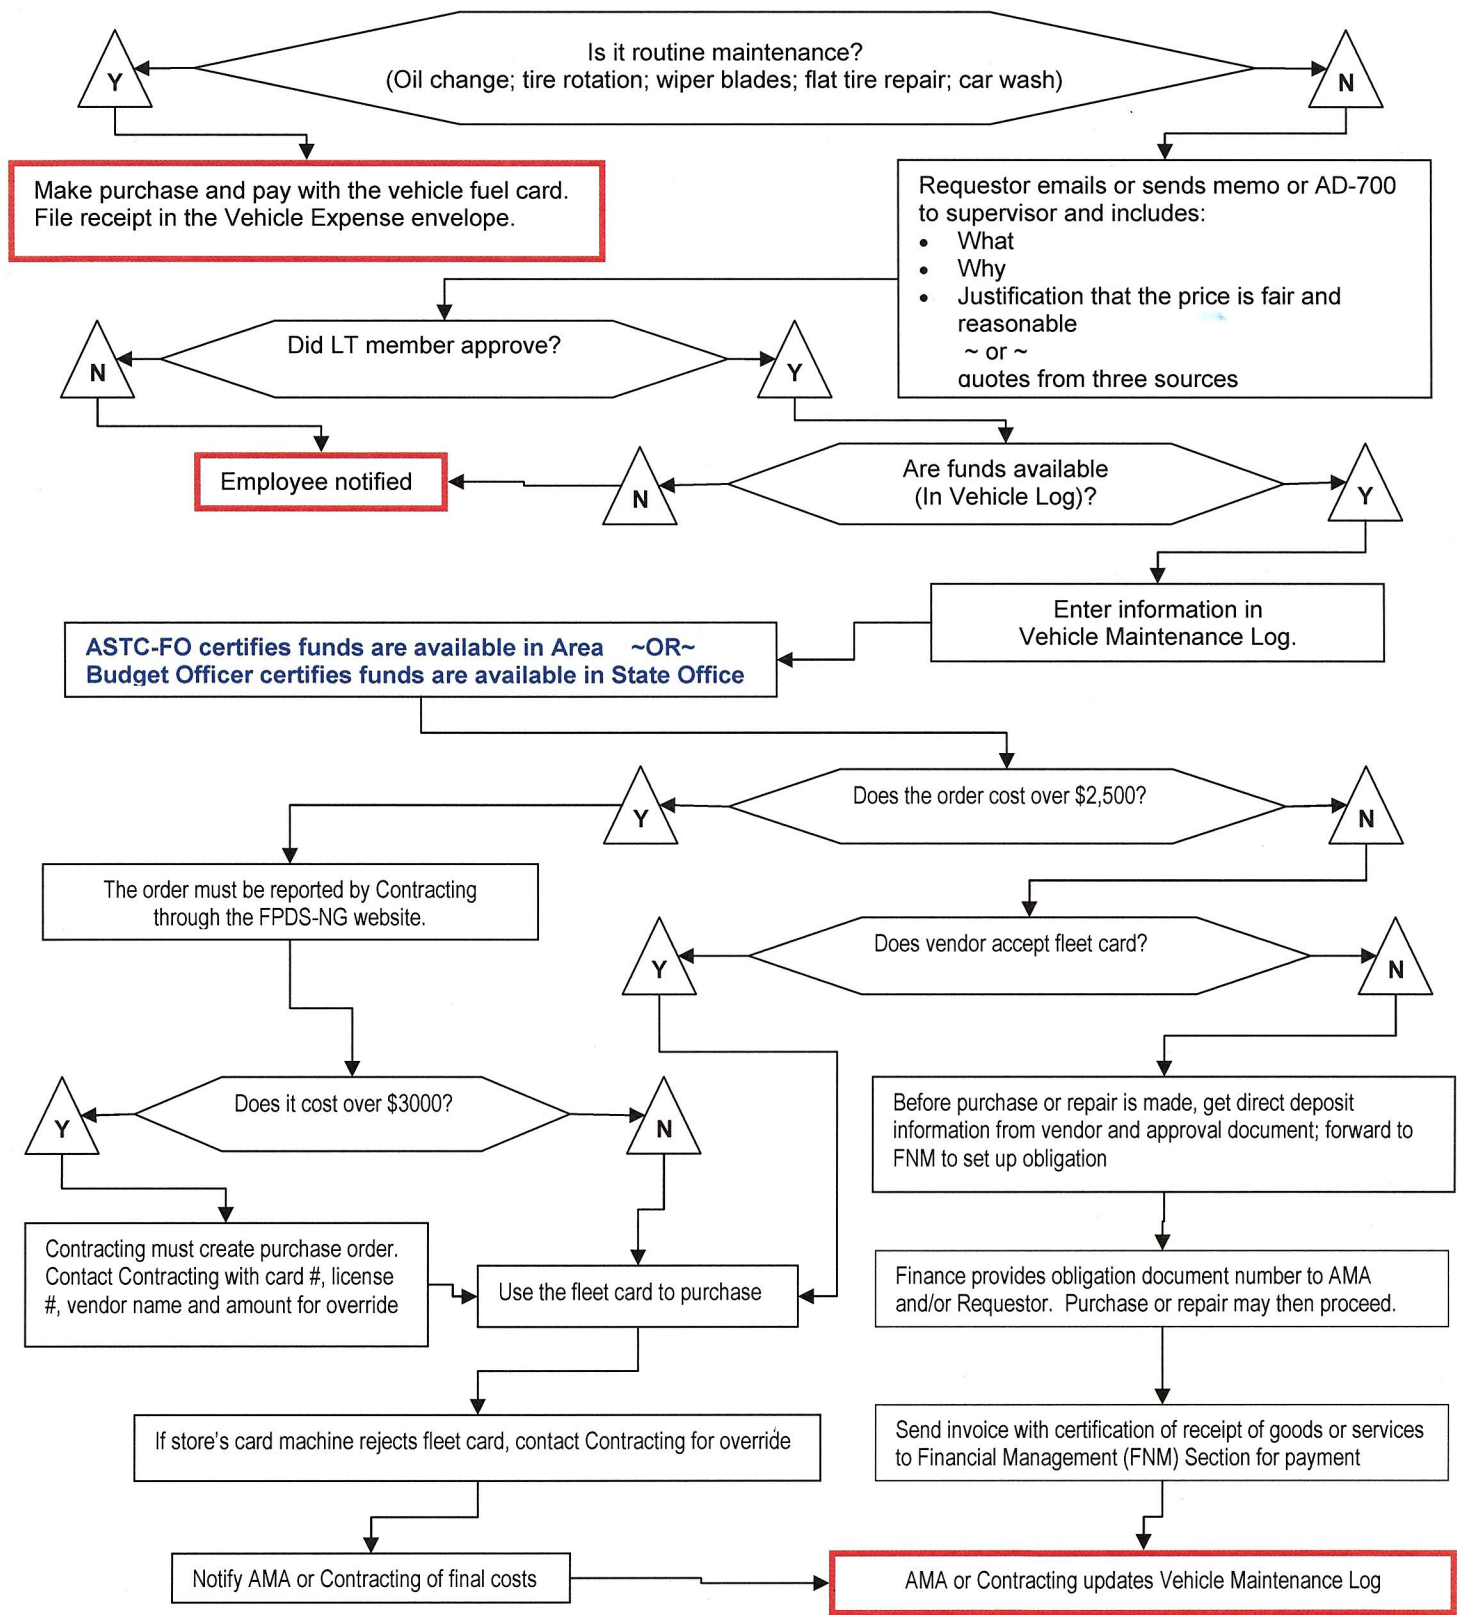 Is it routine maintenance?
(Oil change; tire rotation; wiper blades; flat tire repair; car wash)
Y
N
Make purchase and pay with the vehicle fuel card.
File receipt in the Vehicle Expense envelope.
Requestor emails or sends memo or AD-700
to supervisor and includes:
• What
• Why
• Justification that the price is fair and
reasonable
~ or ~
quotes from three sources
Did LT member approve?
N
Y
Employee notified
Are funds available
(In Vehicle Log)?
N
Y
Enter information in
Vehicle Maintenance Log.
ASTC-FO certifies funds are available in Area ~OR~
Budget Officer certifies funds are available in State Office
Does the order cost over $2,500?
Y
N
The order must be reported by Contracting
through the FPDS-NG website.
Does vendor accept fleet card?
Y
N
Does it cost over $3000?
Y
N
Before purchase or repair is made, get direct deposit
information from vendor and approval document; forward to
FNM to set up obligation
Contracting must create purchase order.
Contact Contracting with card #, license
#, vendor name and amount for override
Use the fleet card to purchase
Finance provides obligation document number to AMA
and/or Requestor. Purchase or repair may then proceed.
If store's card machine rejects fleet card, contact Contracting for override
Send invoice with certification of receipt of goods or services
to Financial Management (FNM) Section for payment
Notify AMA or Contracting of final costs
AMA or Contracting updates Vehicle Maintenance Log